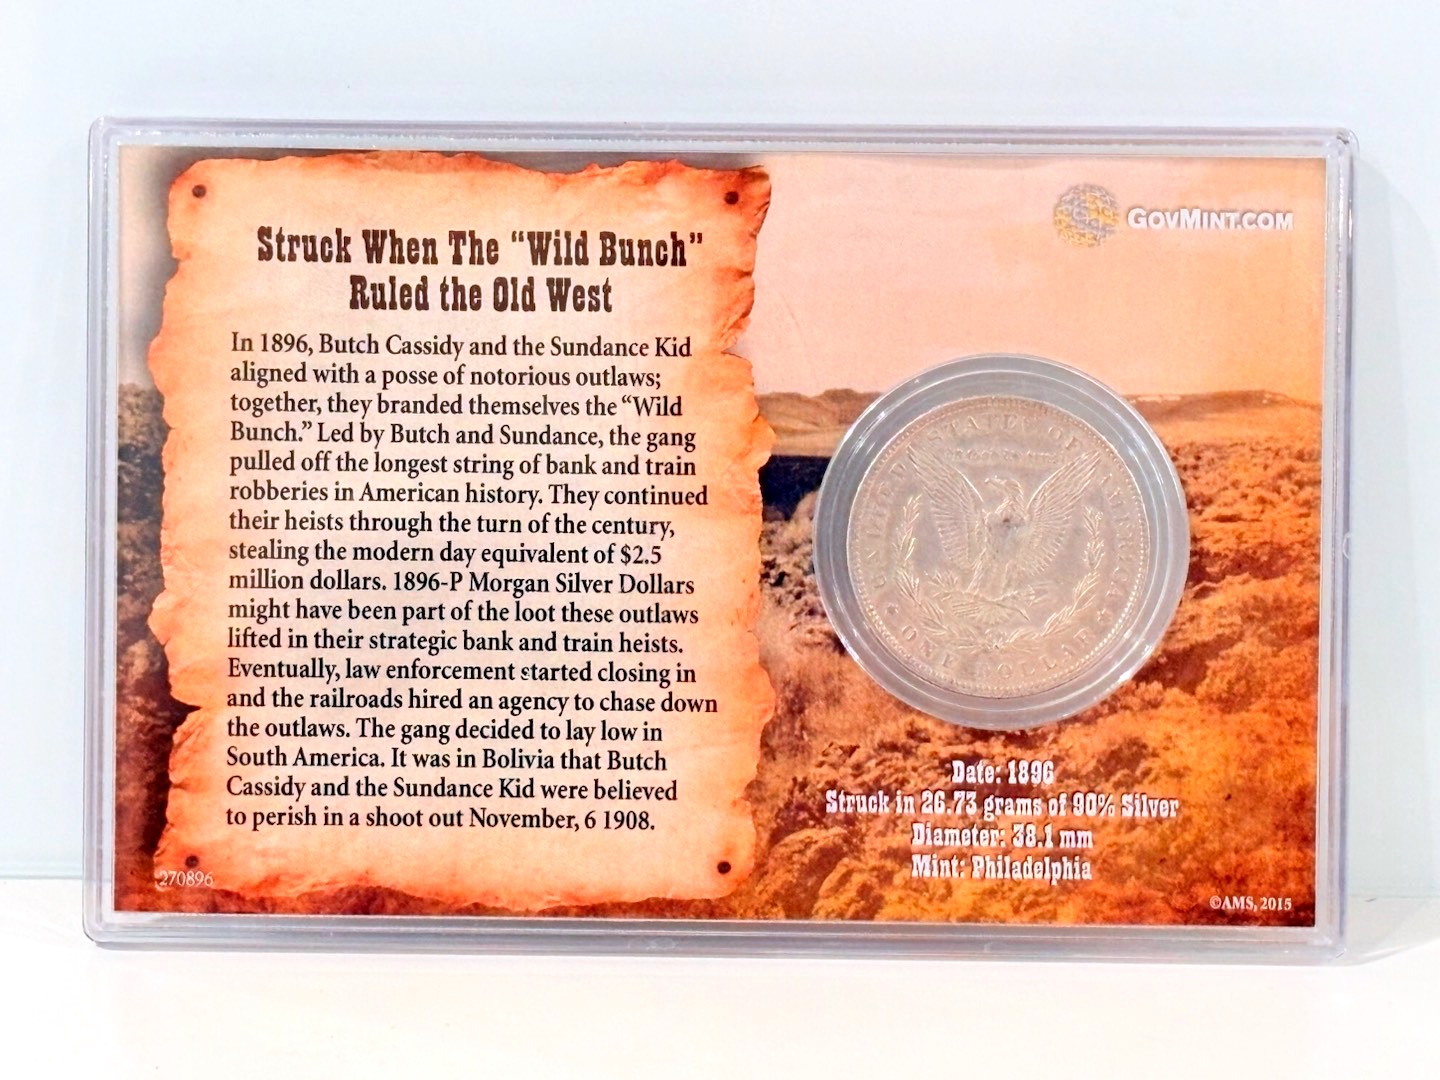 Struck When The “Wild Bunch”
Ruled the Old West
In 1896, Butch Cassidy and the Sundance Kid
aligned with a posse of notorious outlaws;
together, they branded themselves the “Wild
Bunch.” Led by Butch and Sundance, the gang
pulled off the longest string of bank and train
robberies in American history. They continued
their heists through the turn of the century,
stealing the modern day equivalent of $2.5
million dollars. 1896-P Morgan Silver Dollars
might have been part of the loot these outlaws
lifted in their strategic bank and train heists.
Eventually, law enforcement started closing in
and the railroads hired an agency to chase down
the outlaws. The gang decided to lay low in
South America. It was in Bolivia that Butch
Cassidy and the Sundance Kid were believed
to perish in a shoot out November, 6 1908.
270896
GOVMINT.COM
UNITED STATES OF AMERICA
ONE DOLLAR
Date: 1896
Struck in 26.73 grams of 90% Silver
Diameter: 38.1 mm
Mint: Philadelphia
©AMS, 2015